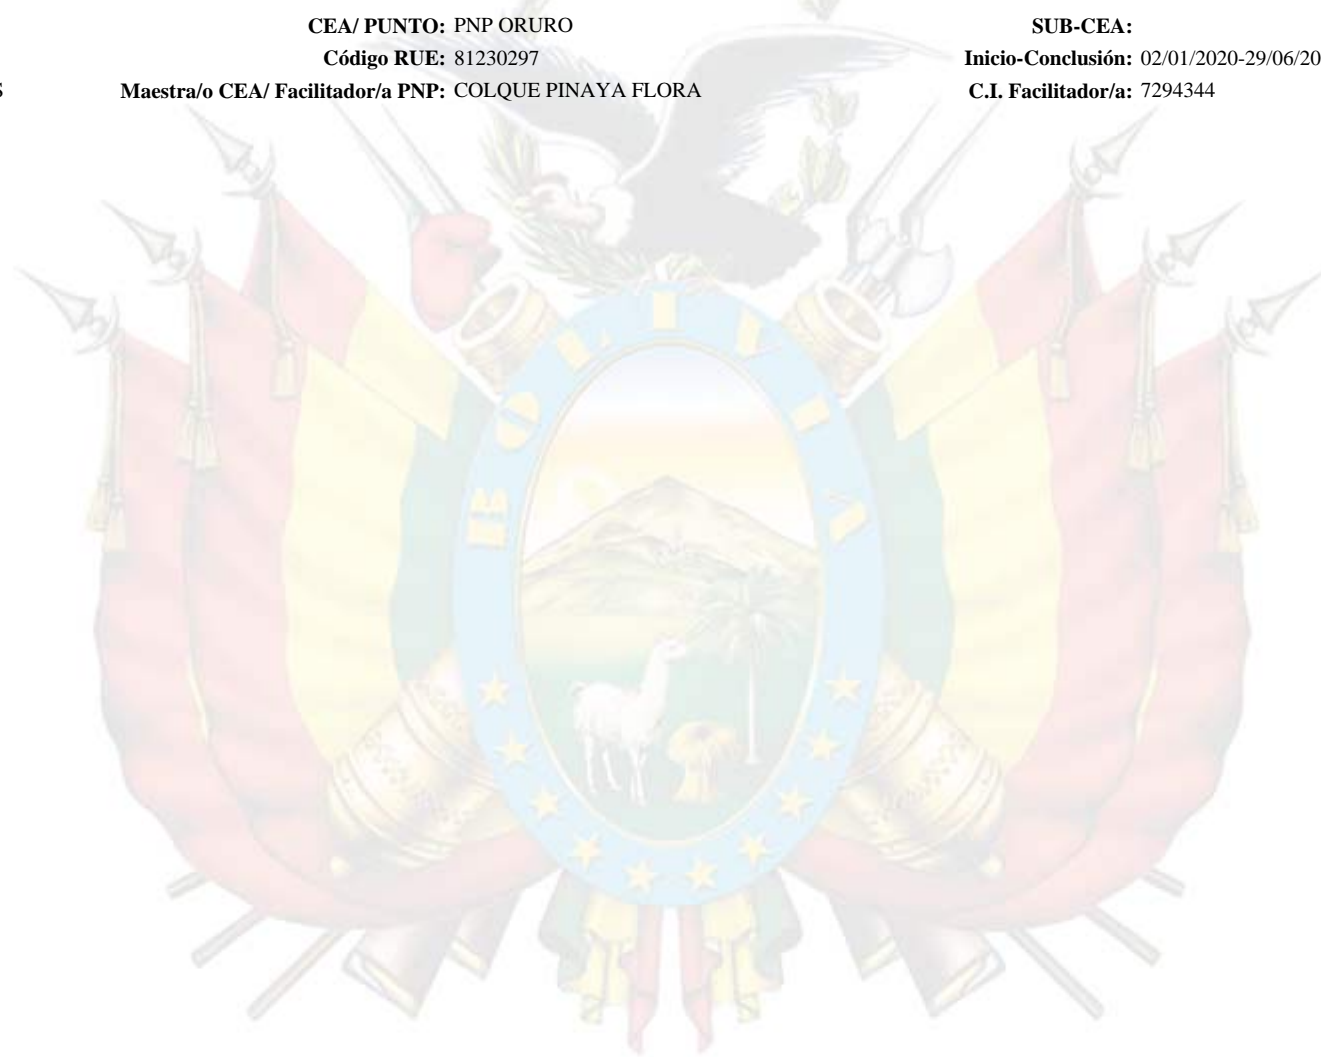 CEA/ PUNTO: PNP ORURO SUB-CEA:
Código RUE: 81230297 Inicio-Conclusión: 02/01/2020-29/06/20
S Maestra/o CEA/ Facilitador/a PNP: COLQUE PINAYA FLORA C.I. Facilitador/a: 7294344
BOLIVIA